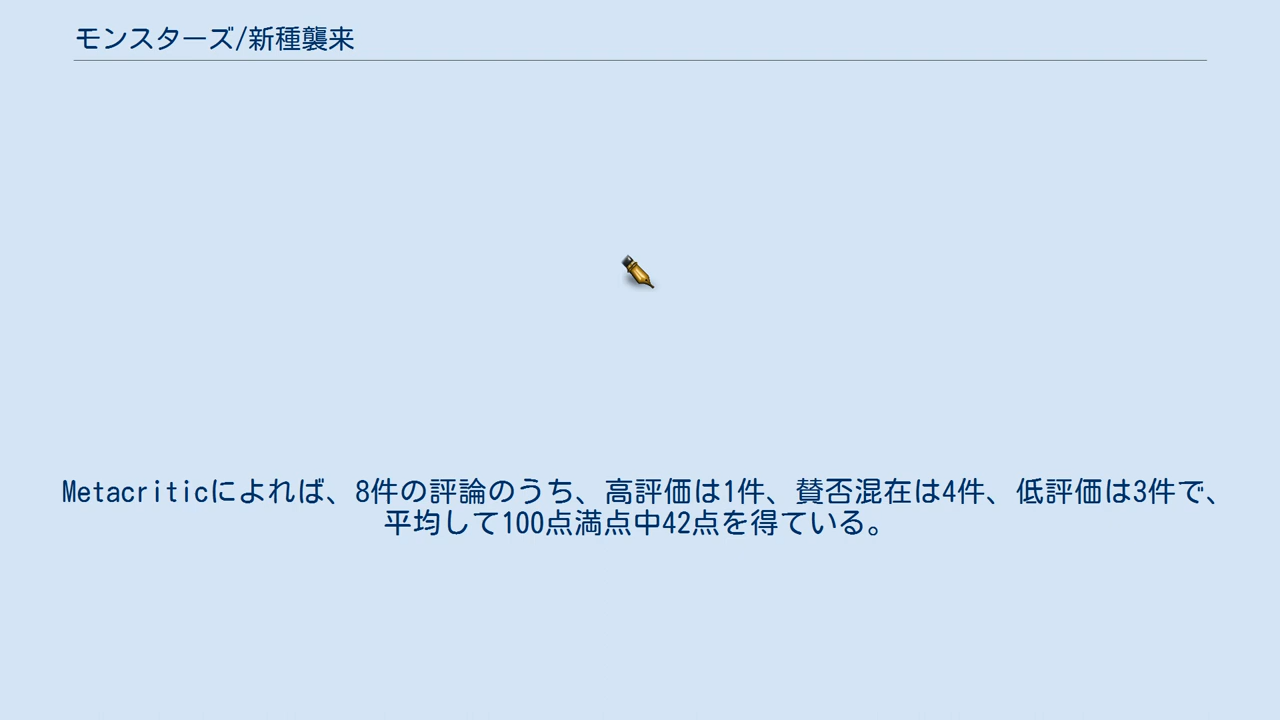 モンスターズ/新種襲来
Metacriticによれば、8件の評論のうち、高評価は1件、賛否混在は4件、低評価は3件で、
平均して100点満点中42点を得ている。